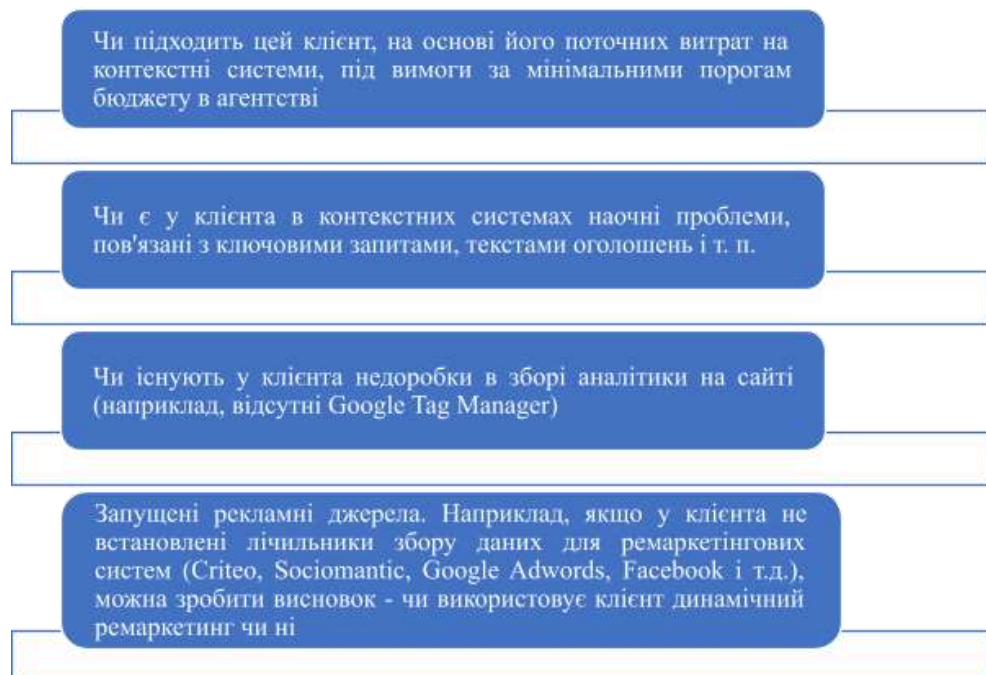 Чи підходить цей клієнт, на основі його поточних витрат на
контекстні системи, під вимоги за мінімальними порогам
бюджету в агентстві
Чи є у клієнта в контекстних системах наочні проблеми,
пов'язані з ключовими запитами, текстами оголошень і т. п.
Чи існують у клієнта недоробки в зборі аналітики на сайті
(наприклад, відсутні Google Tag Manager)
Запущені рекламні джерела. Наприклад, якщо у клієнта не
встановлені лічильники збору даних для ремаркетінгових
систем (Criteo, Sociomantic, Google Adwords, Facebook і т.д.),
можна зробити висновок - чи використовує клієнт динамічний
ремаркетинг чи ні